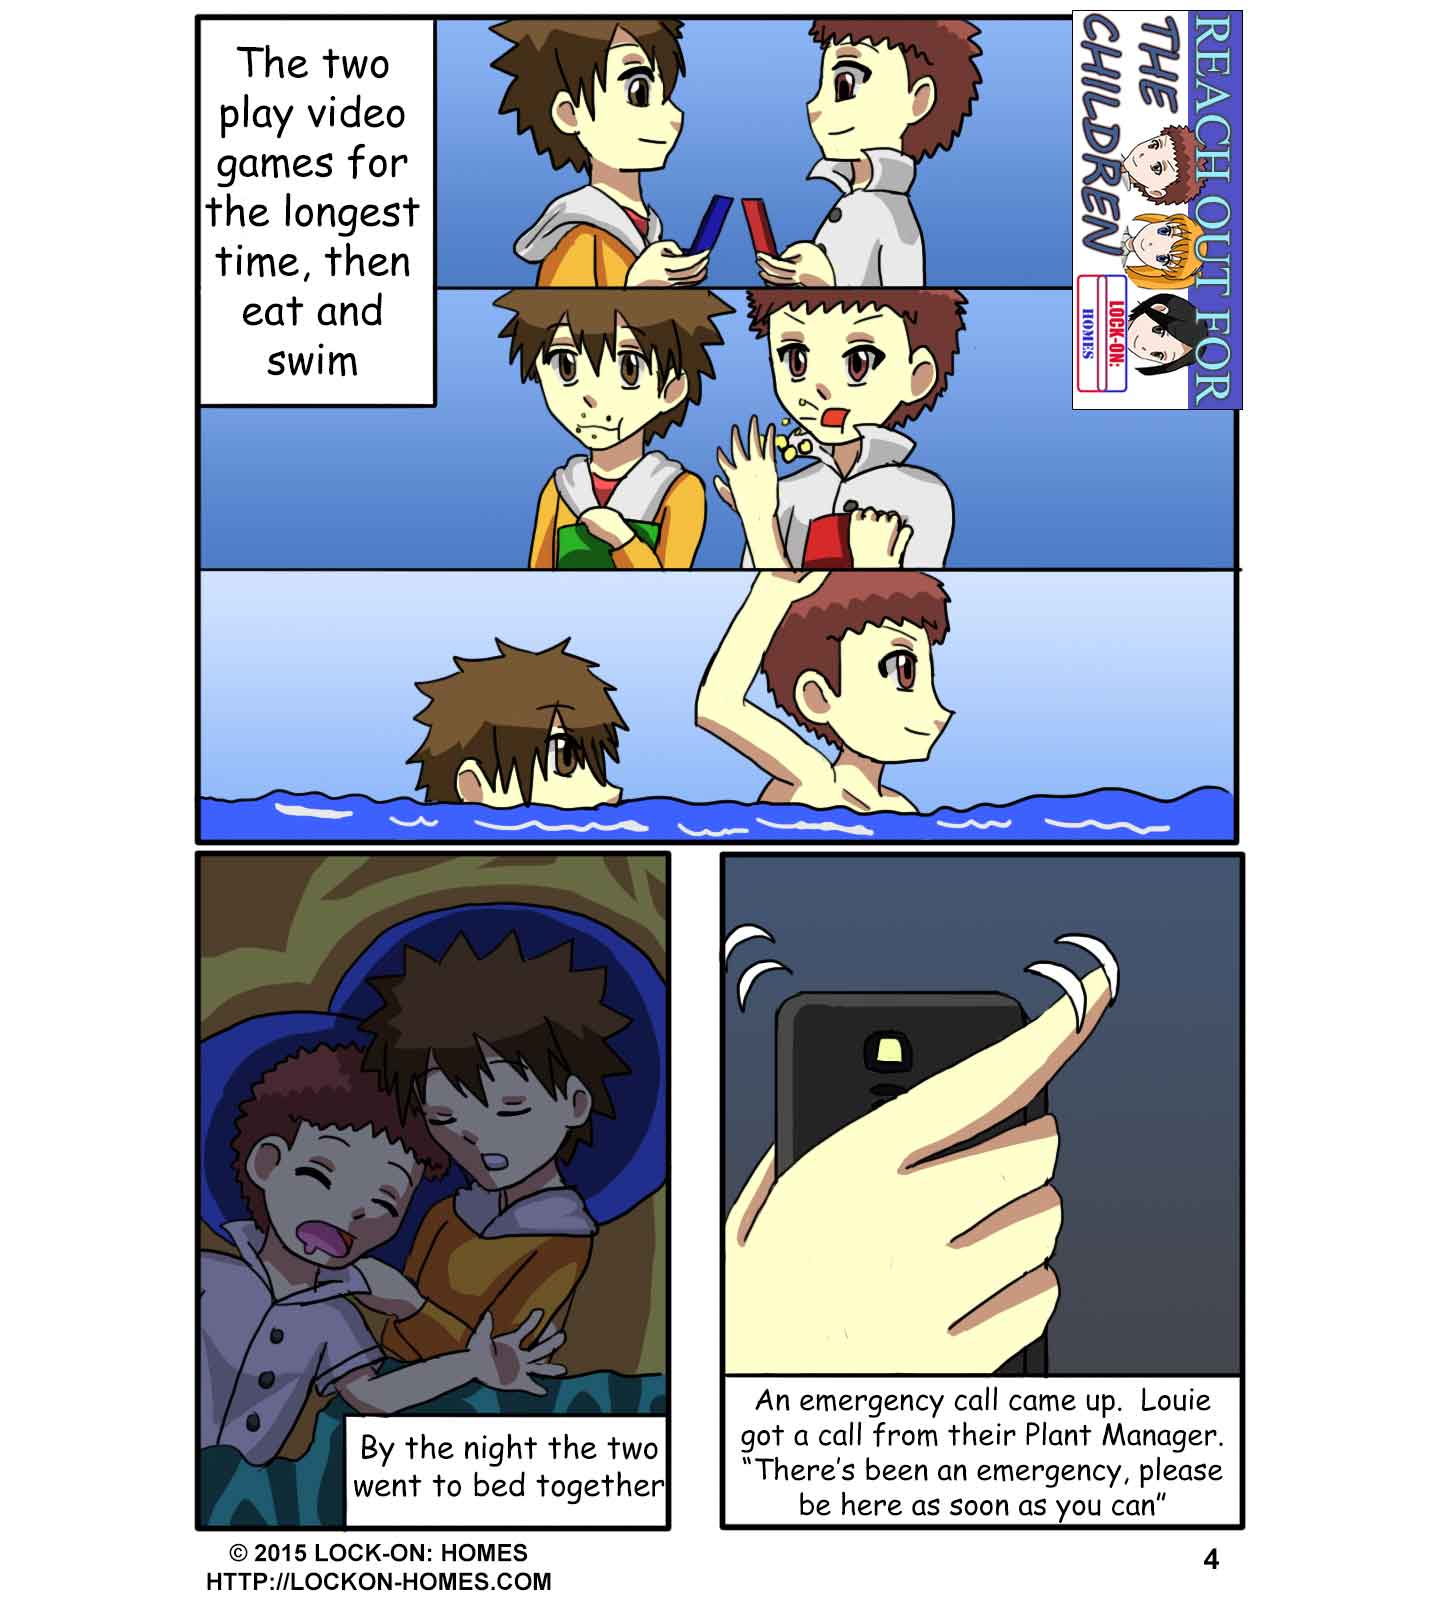 The two
play video
games for
the longest
time, then
eat and
swim
REACH OUT FOR
THE
CHILDREN
LOCK-ON:
HOMES
By the night the two
went to bed together
An emergency call came up. Louie
got a call from their Plant Manager.
“There’s been an emergency, please
be here as soon as you can”
© 2015 LOCK-ON: HOMES
HTTP://LOCKON-HOMES.COM
4